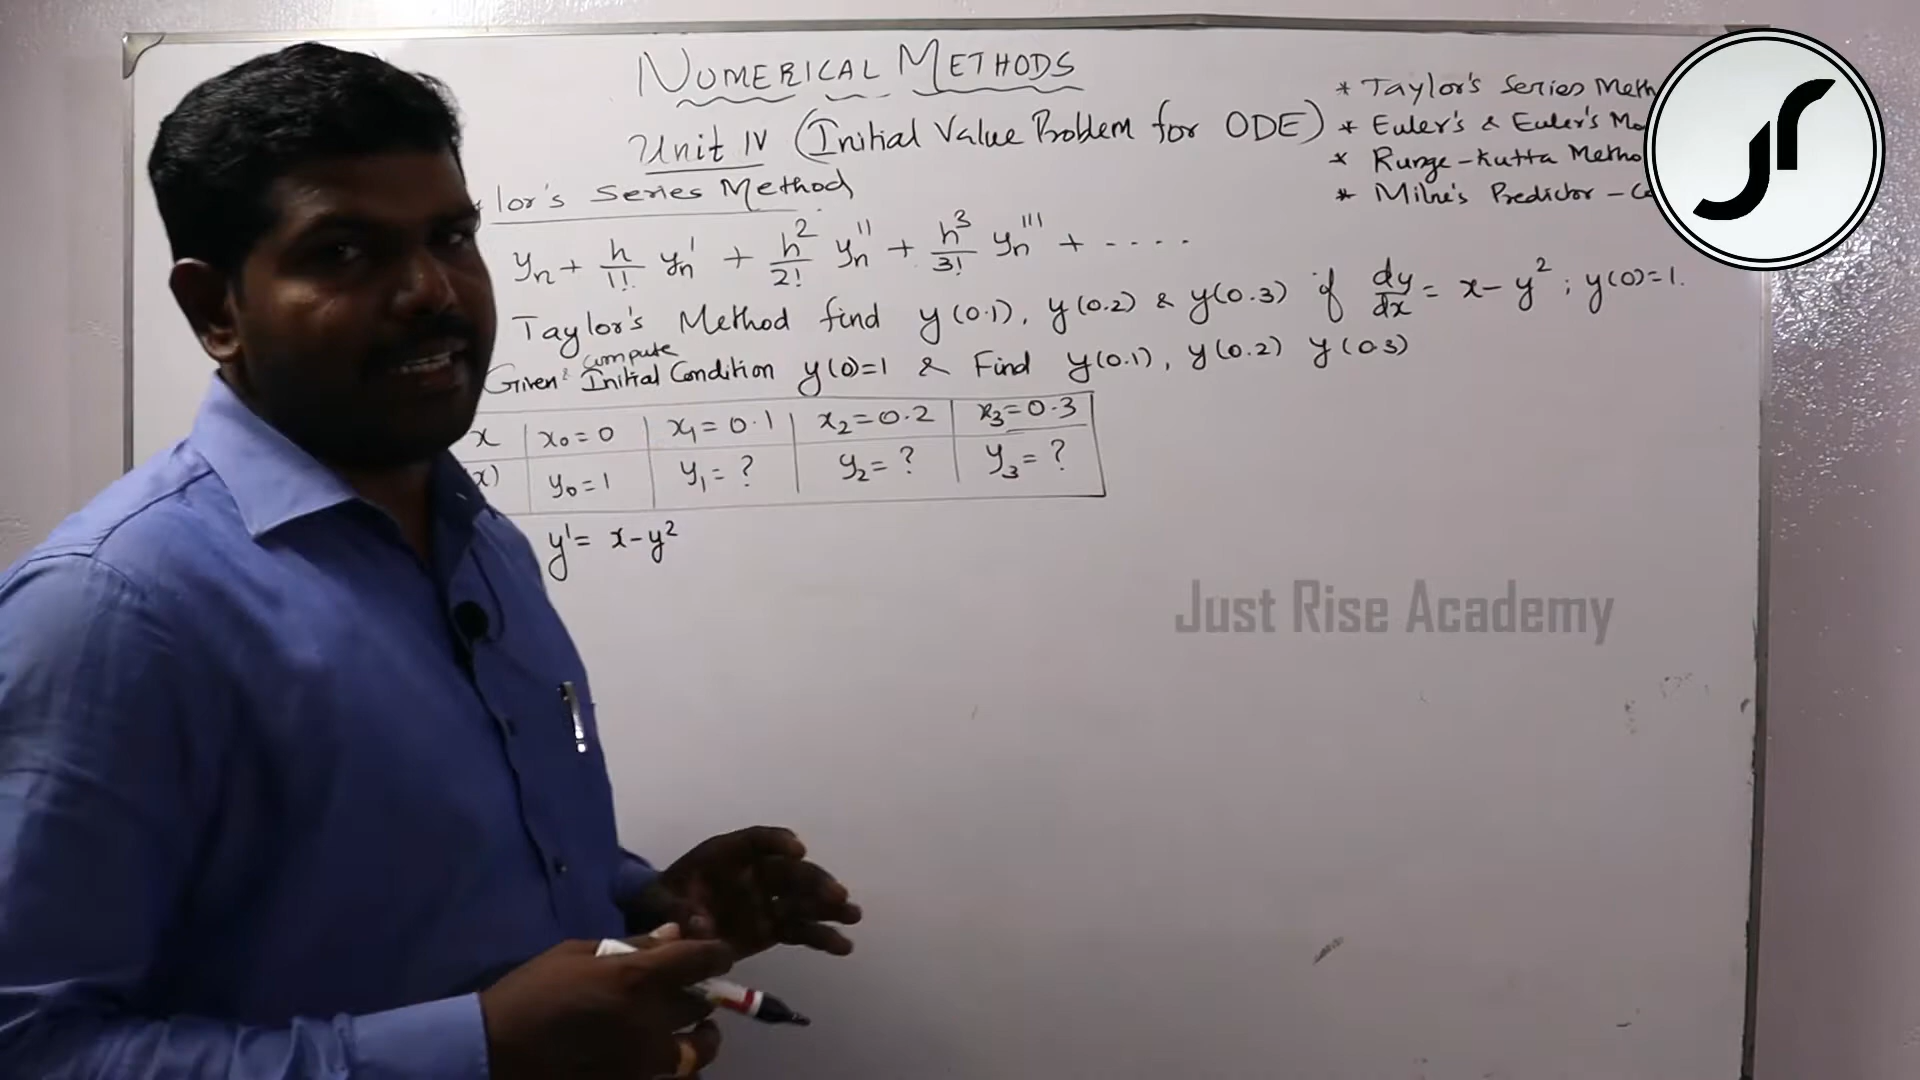 NUMERICAL METHODS
Unit IV (Initial Value Problem for ODE)
* Taylor's Series Meth
* Euler's & Euler's Mo
* Runge-Kutta Metho
* Milne's Predictor - Co
lor's Series Method
yn + h/1! yn' + h²/2! yn'' + h³/3! yn''' + - - - -
Taylor's Method find y(0.1), y(0.2) & y(0.3) if dy/dx = x - y² ; y(0)=1.
compute
Given: Initial Condition y(0)=1 & Find y(0.1), y(0.2) y(0.3)
x | x₀=0 | x₁=0.1 | x₂=0.2 | x₃=0.3
x) | y₀=1 | y₁=? | y₂=? | y₃=?
y' = x-y²
Just Rise Academy